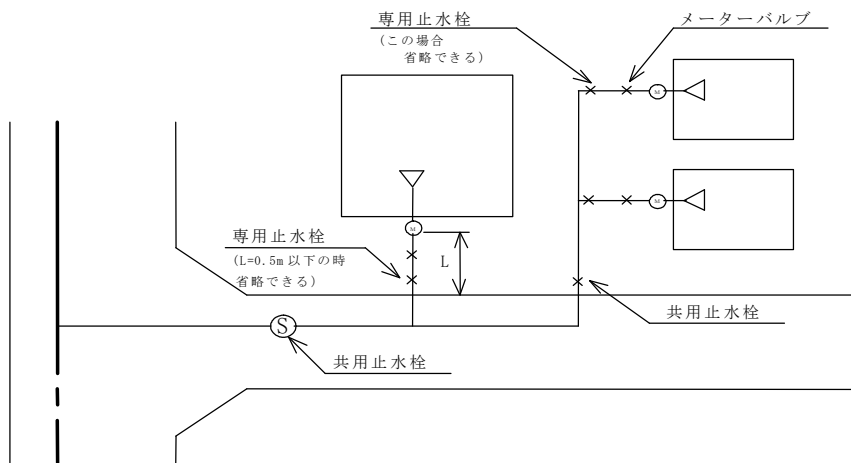 専用止水栓
(この場合
省略できる)
メーターバルブ
M
M
M
専用止水栓
(L=0.5m以下の時
省略できる)
L
S
共用止水栓
共用止水栓